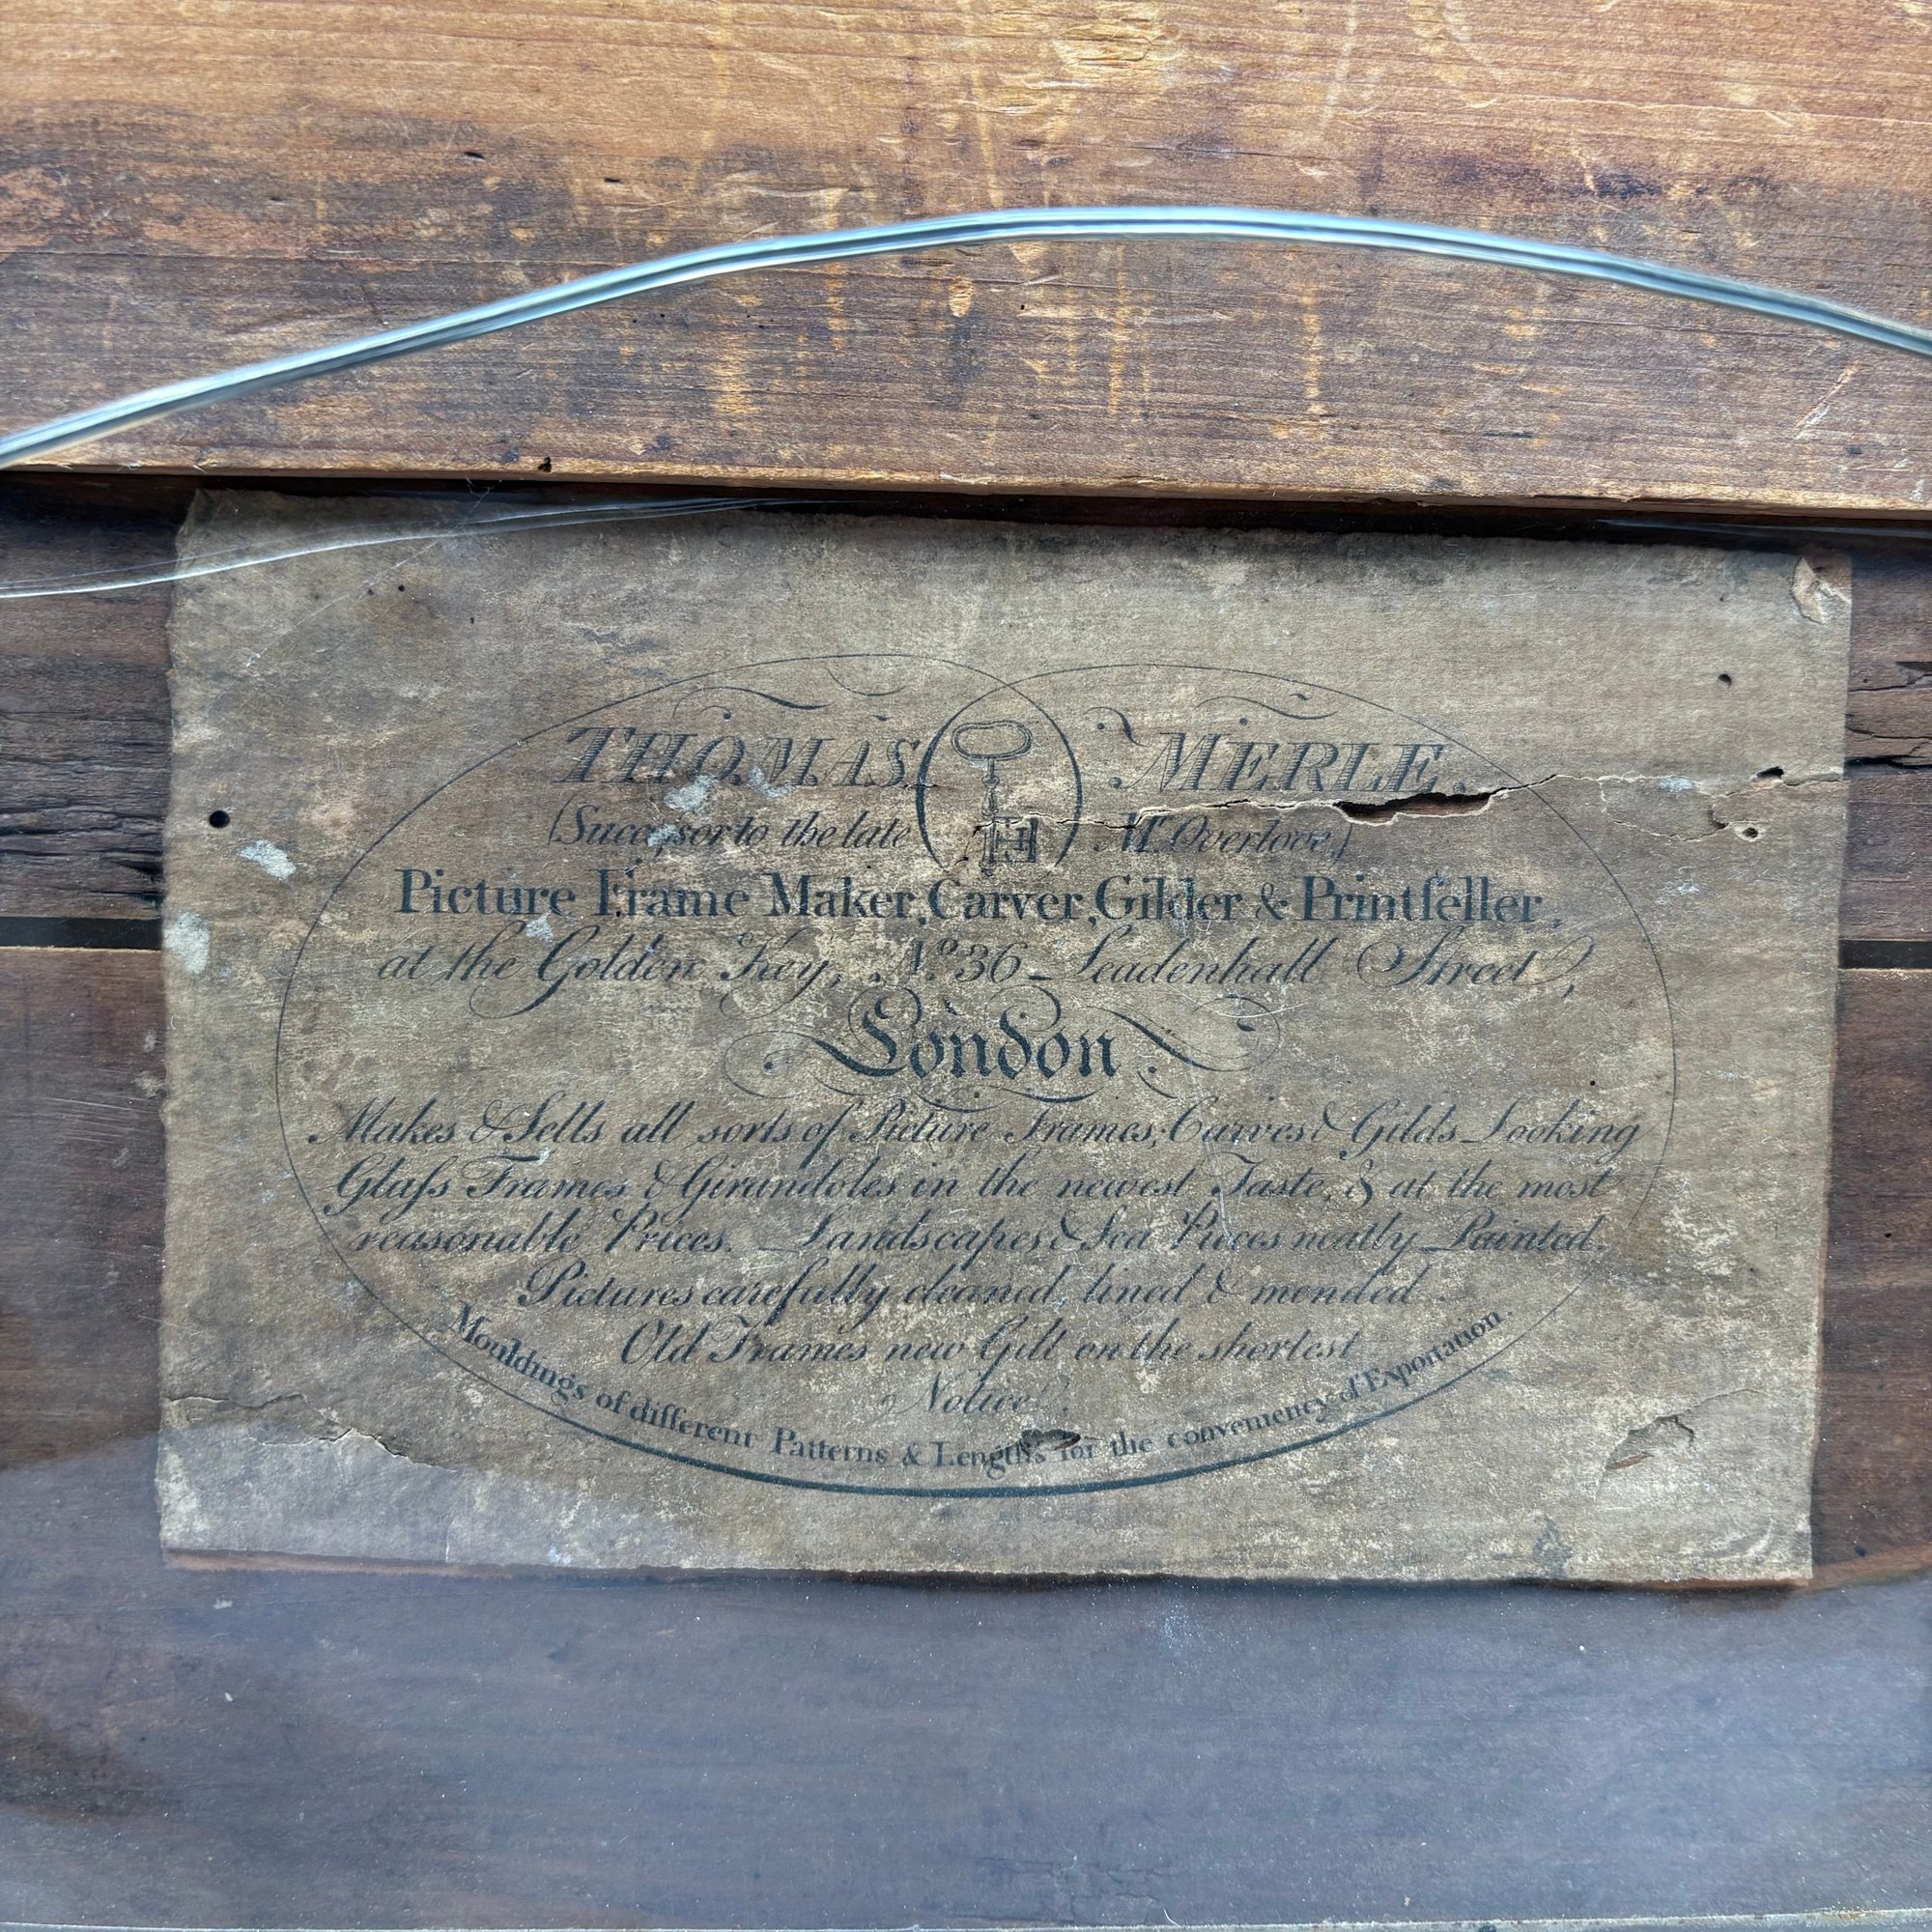 THOMAS MERLE.
(Successor to the late Mr. Overlove,)
Picture Frame Maker, Carver, Gilder & Printſeller,
at the Golden Key, No. 36 Leadenhall Street,
London
Makes & Sells all sorts of Picture Frames; Carves & Gilds Looking
Glaſs Frames & Girandoles in the newest Taste, & at the most
reasonable Prices. Landscapes & Sea Pieces neatly Painted.
Pictures carefully cleaned, lined & mended.
Old Frames new Gilt on the shortest
Notice.
Mouldings of different Patterns & Lengths for the conveniency of Exportation.